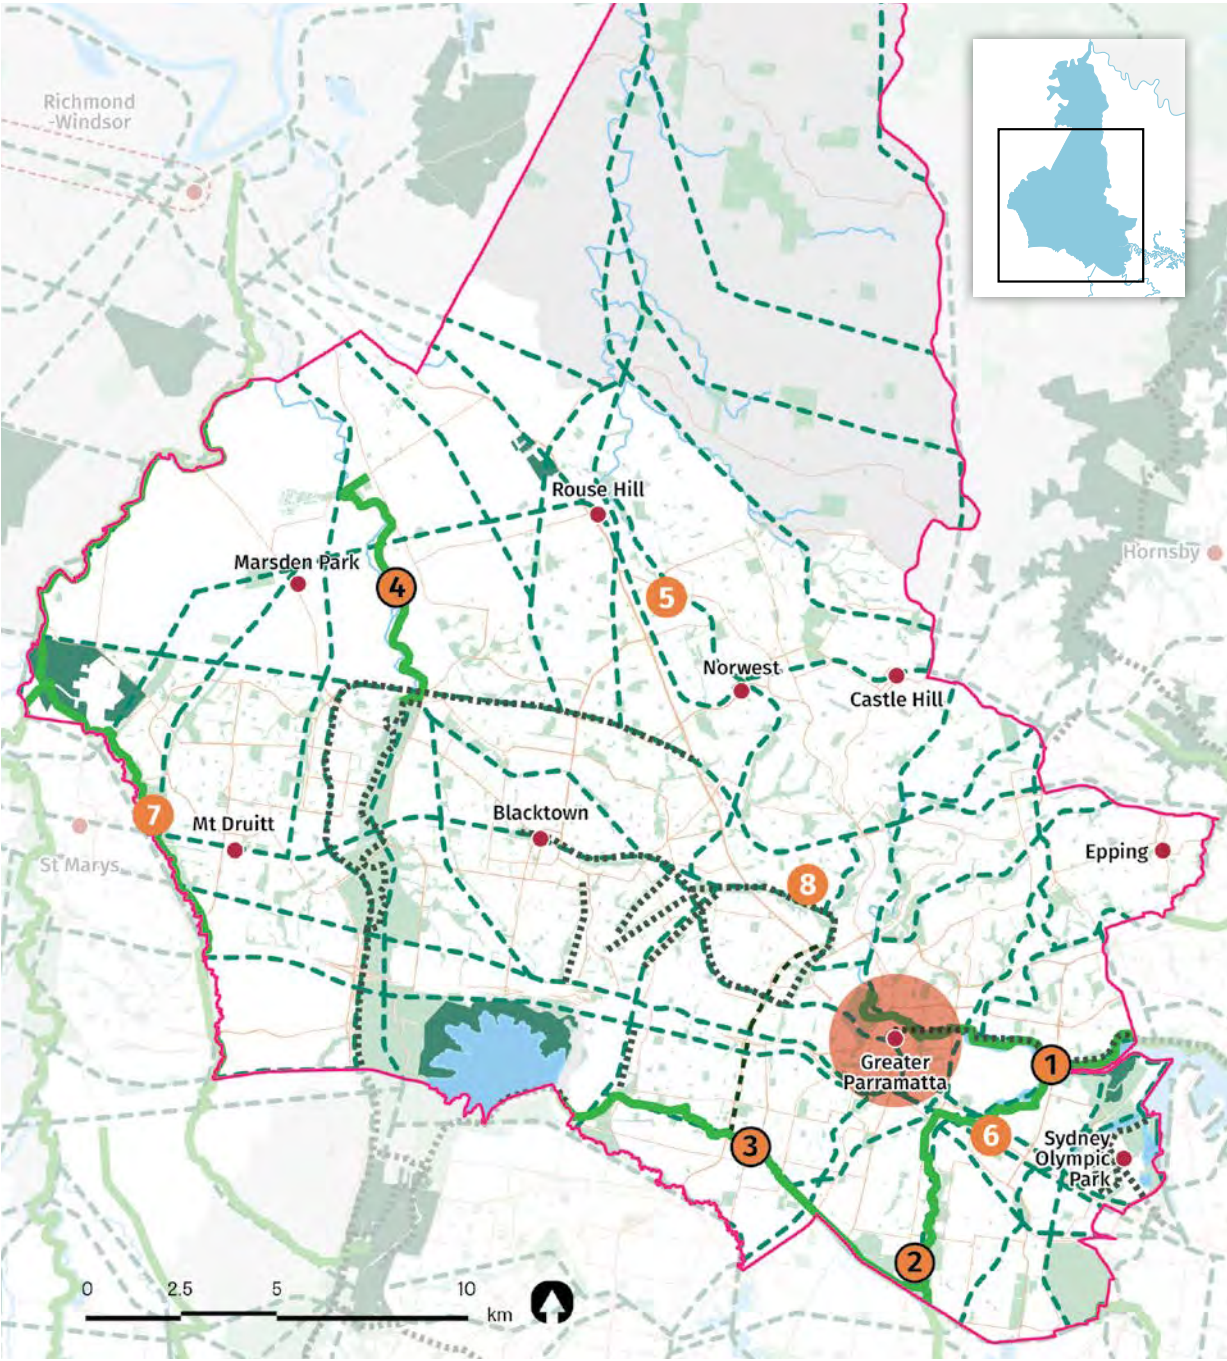 Richmond
-Windsor
Rouse Hill
Hornsby
Marsden Park
4
5
Norwest
Castle Hill
7
Mt Druitt
Blacktown
St Marys
Epping
8
Greater
Parramatta
1
6
Sydney
Olympic
Park
3
2
0 2.5 5 10
km